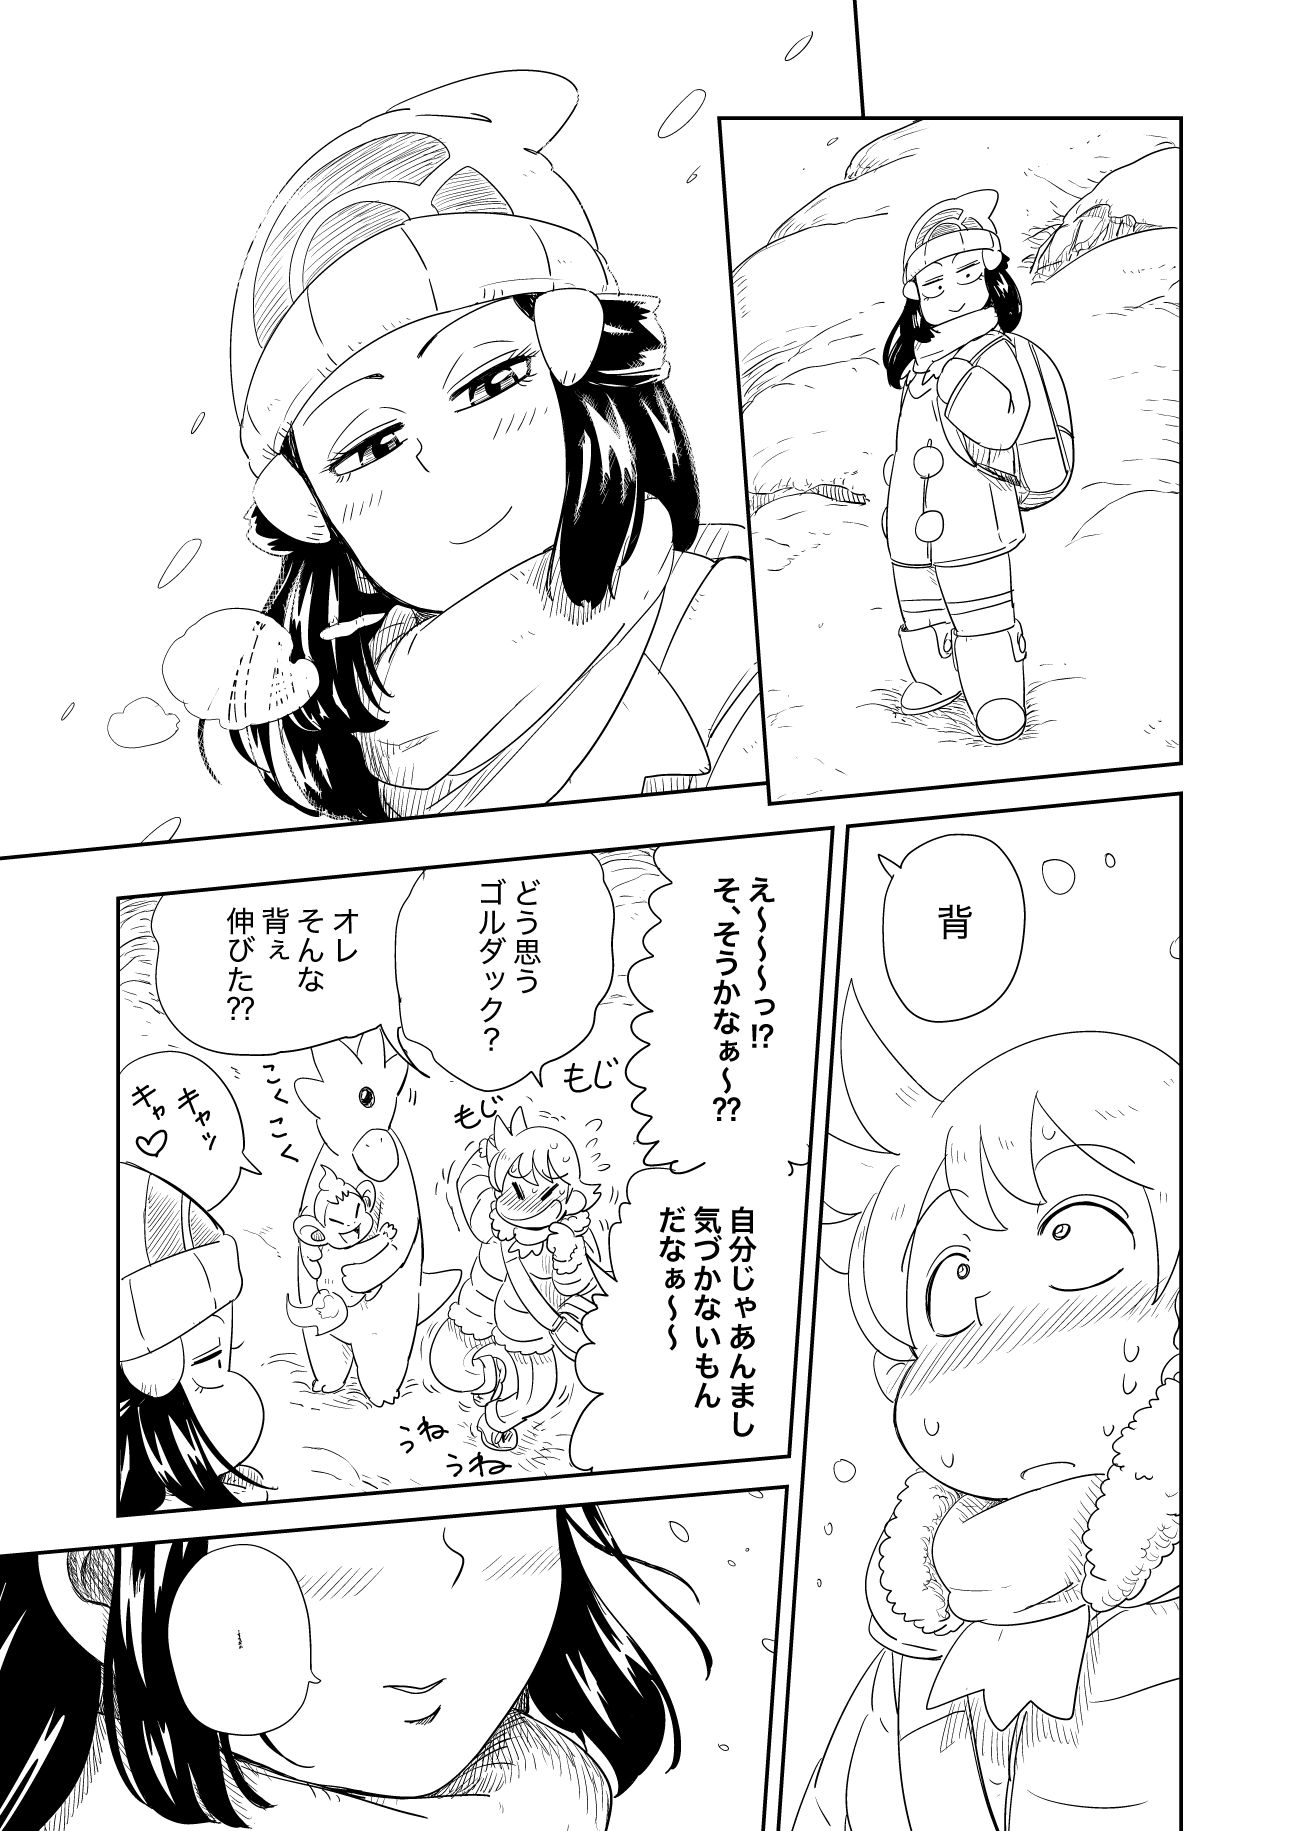 背
え～～～っ!?
そ、そうかなぁ～??
自分じゃあんまし
気づかないもん
だなぁ～～
どう思う
ゴルダック？
オレ
そんな
背ぇ
伸びた??
もじ
もじ
こく
こく
キャッ
キャ♡
うね
うね